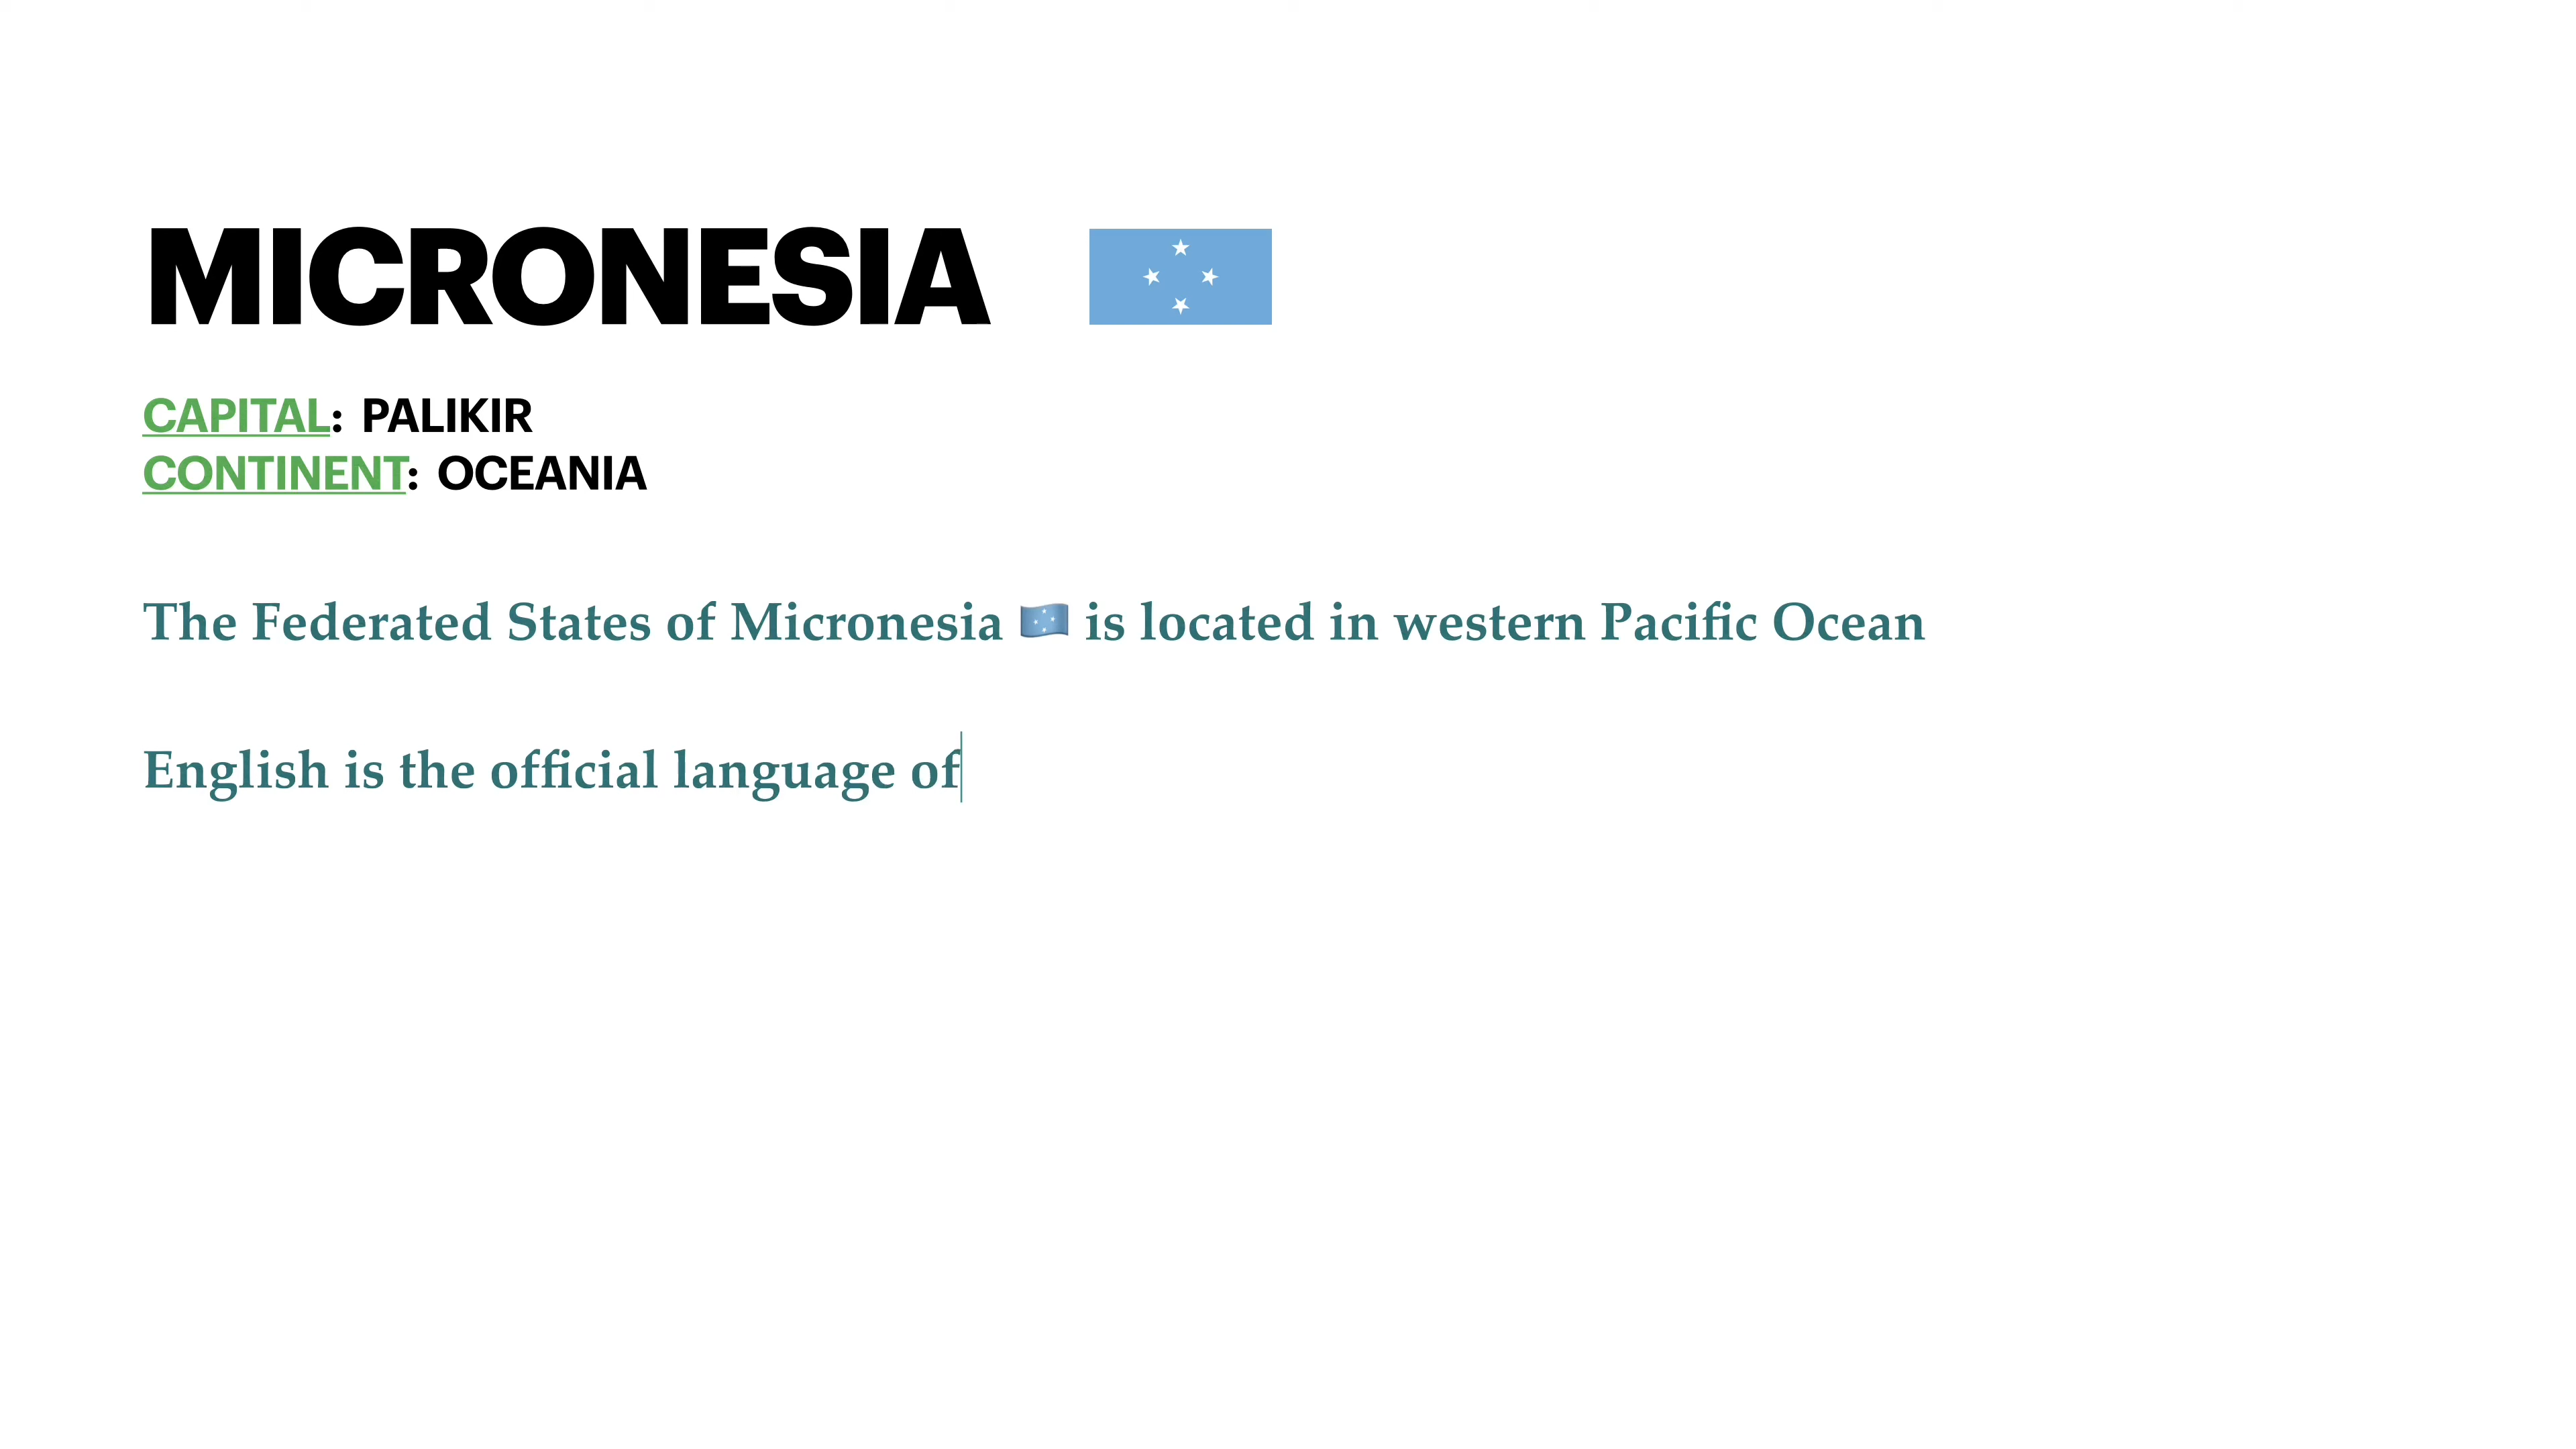 MICRONESIA
CAPITAL: PALIKIR
CONTINENT: OCEANIA
The Federated States of Micronesia 🇫🇲 is located in western Pacific Ocean
English is the official language of